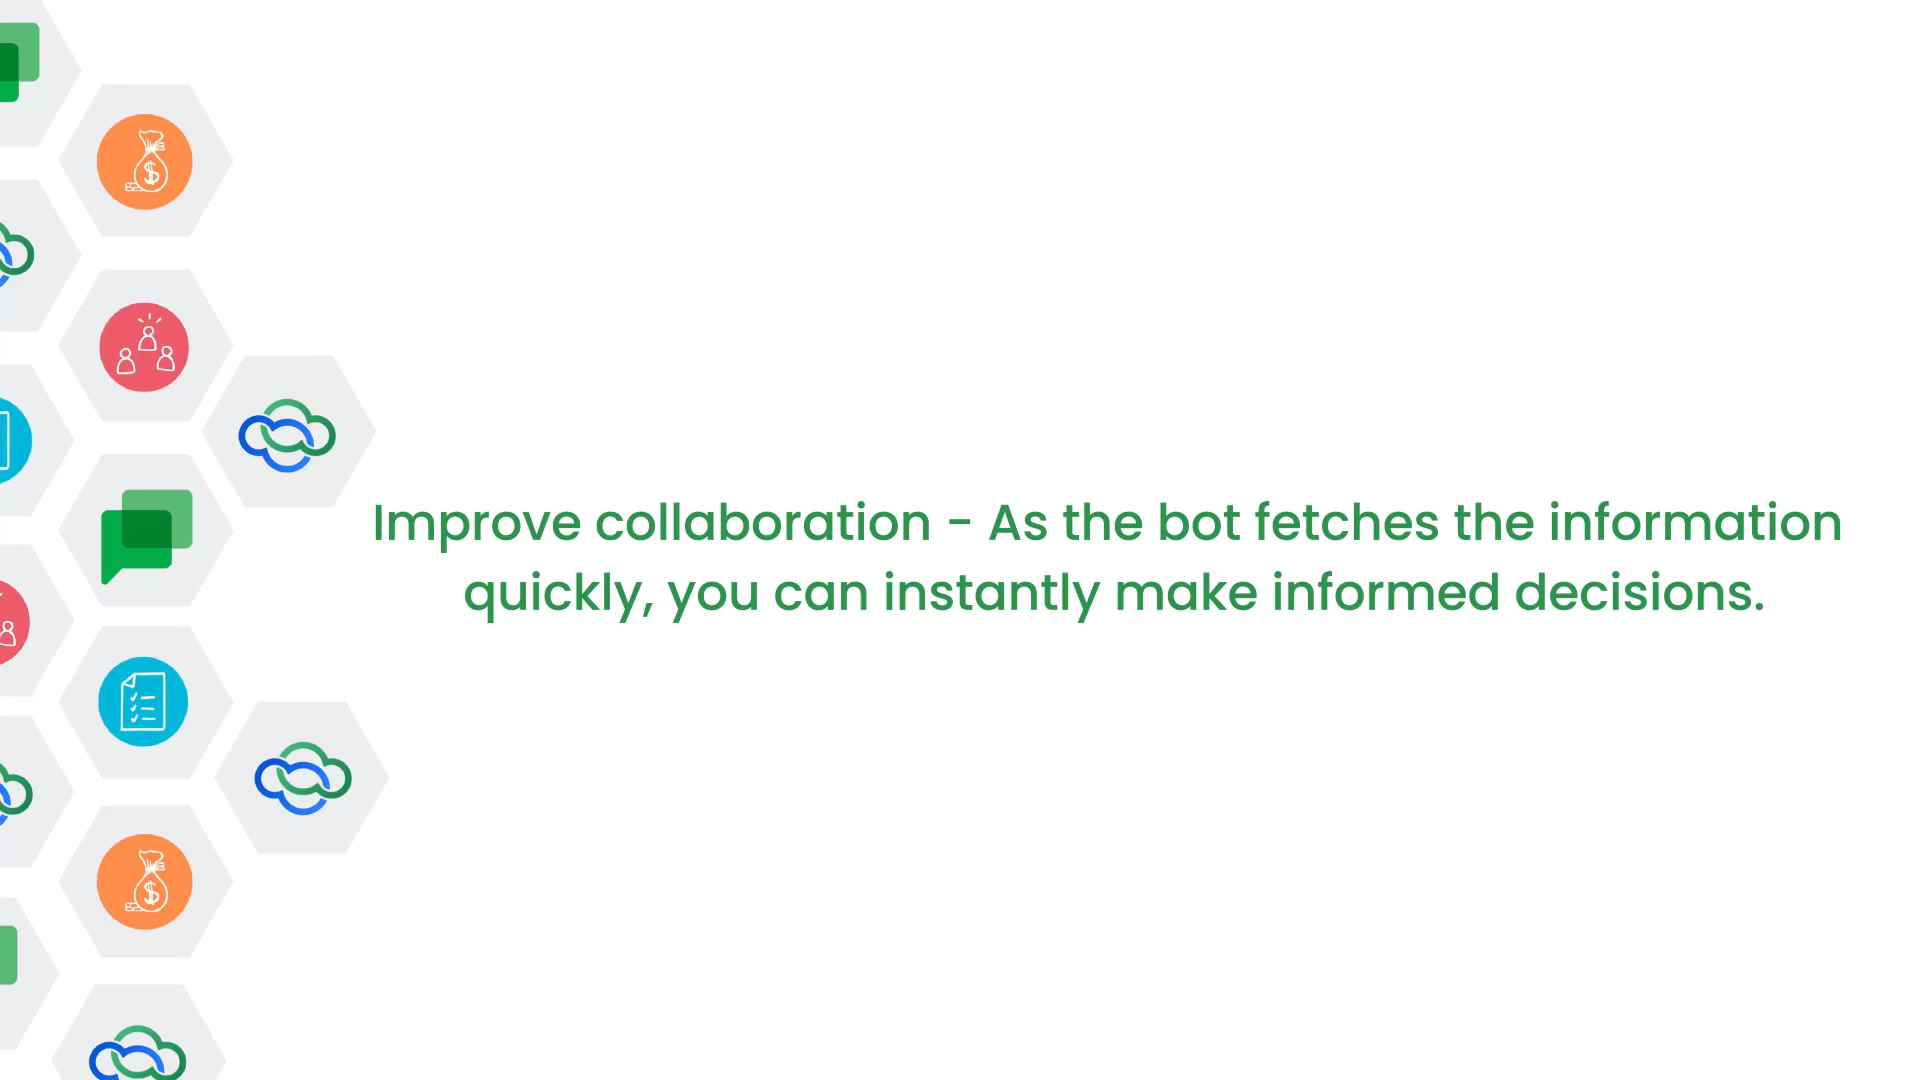 Improve collaboration - As the bot fetches the information
quickly, you can instantly make informed decisions.